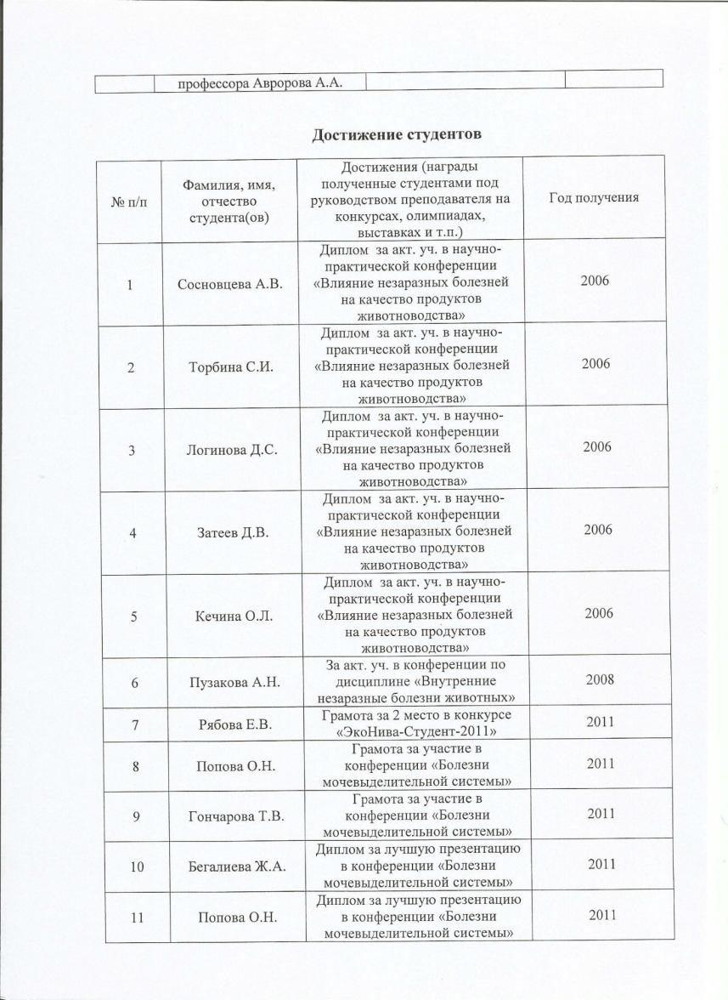 профессора Авророва А.А.
Достижение студентов
№ п/п
Фамилия, имя,
отчество
студента(ов)
Достижения (награды
полученные студентами под
руководством преподавателя на
конкурсах, олимпиадах,
выставках и т.п.)
Год получения
1
Сосновцева А.В.
Диплом за акт. уч. в научно-
практической конференции
«Влияние незаразных болезней
на качество продуктов
животноводства»
2006
2
Торбина С.И.
Диплом за акт. уч. в научно-
практической конференции
«Влияние незаразных болезней
на качество продуктов
животноводства»
2006
3
Логинова Д.С.
Диплом за акт. уч. в научно-
практической конференции
«Влияние незаразных болезней
на качество продуктов
животноводства»
2006
4
Затеев Д.В.
Диплом за акт. уч. в научно-
практической конференции
«Влияние незаразных болезней
на качество продуктов
животноводства»
2006
5
Кечина О.Л.
Диплом за акт. уч. в научно-
практической конференции
«Влияние незаразных болезней
на качество продуктов
животноводства»
2006
6
Пузакова А.Н.
За акт. уч. в конференции по
дисциплине «Внутренние
незаразные болезни животных»
2008
7
Рябова Е.В.
Грамота за 2 место в конкурсе
«ЭкоНива-Студент-2011»
2011
8
Попова О.Н.
Грамота за участие в
конференции «Болезни
мочевыделительной системы»
2011
9
Гончарова Т.В.
Грамота за участие в
конференции «Болезни
мочевыделительной системы»
2011
10
Бегалиева Ж.А.
Диплом за лучшую презентацию
в конференции «Болезни
мочевыделительной системы»
2011
11
Попова О.Н.
Диплом за лучшую презентацию
в конференции «Болезни
мочевыделительной системы»
2011